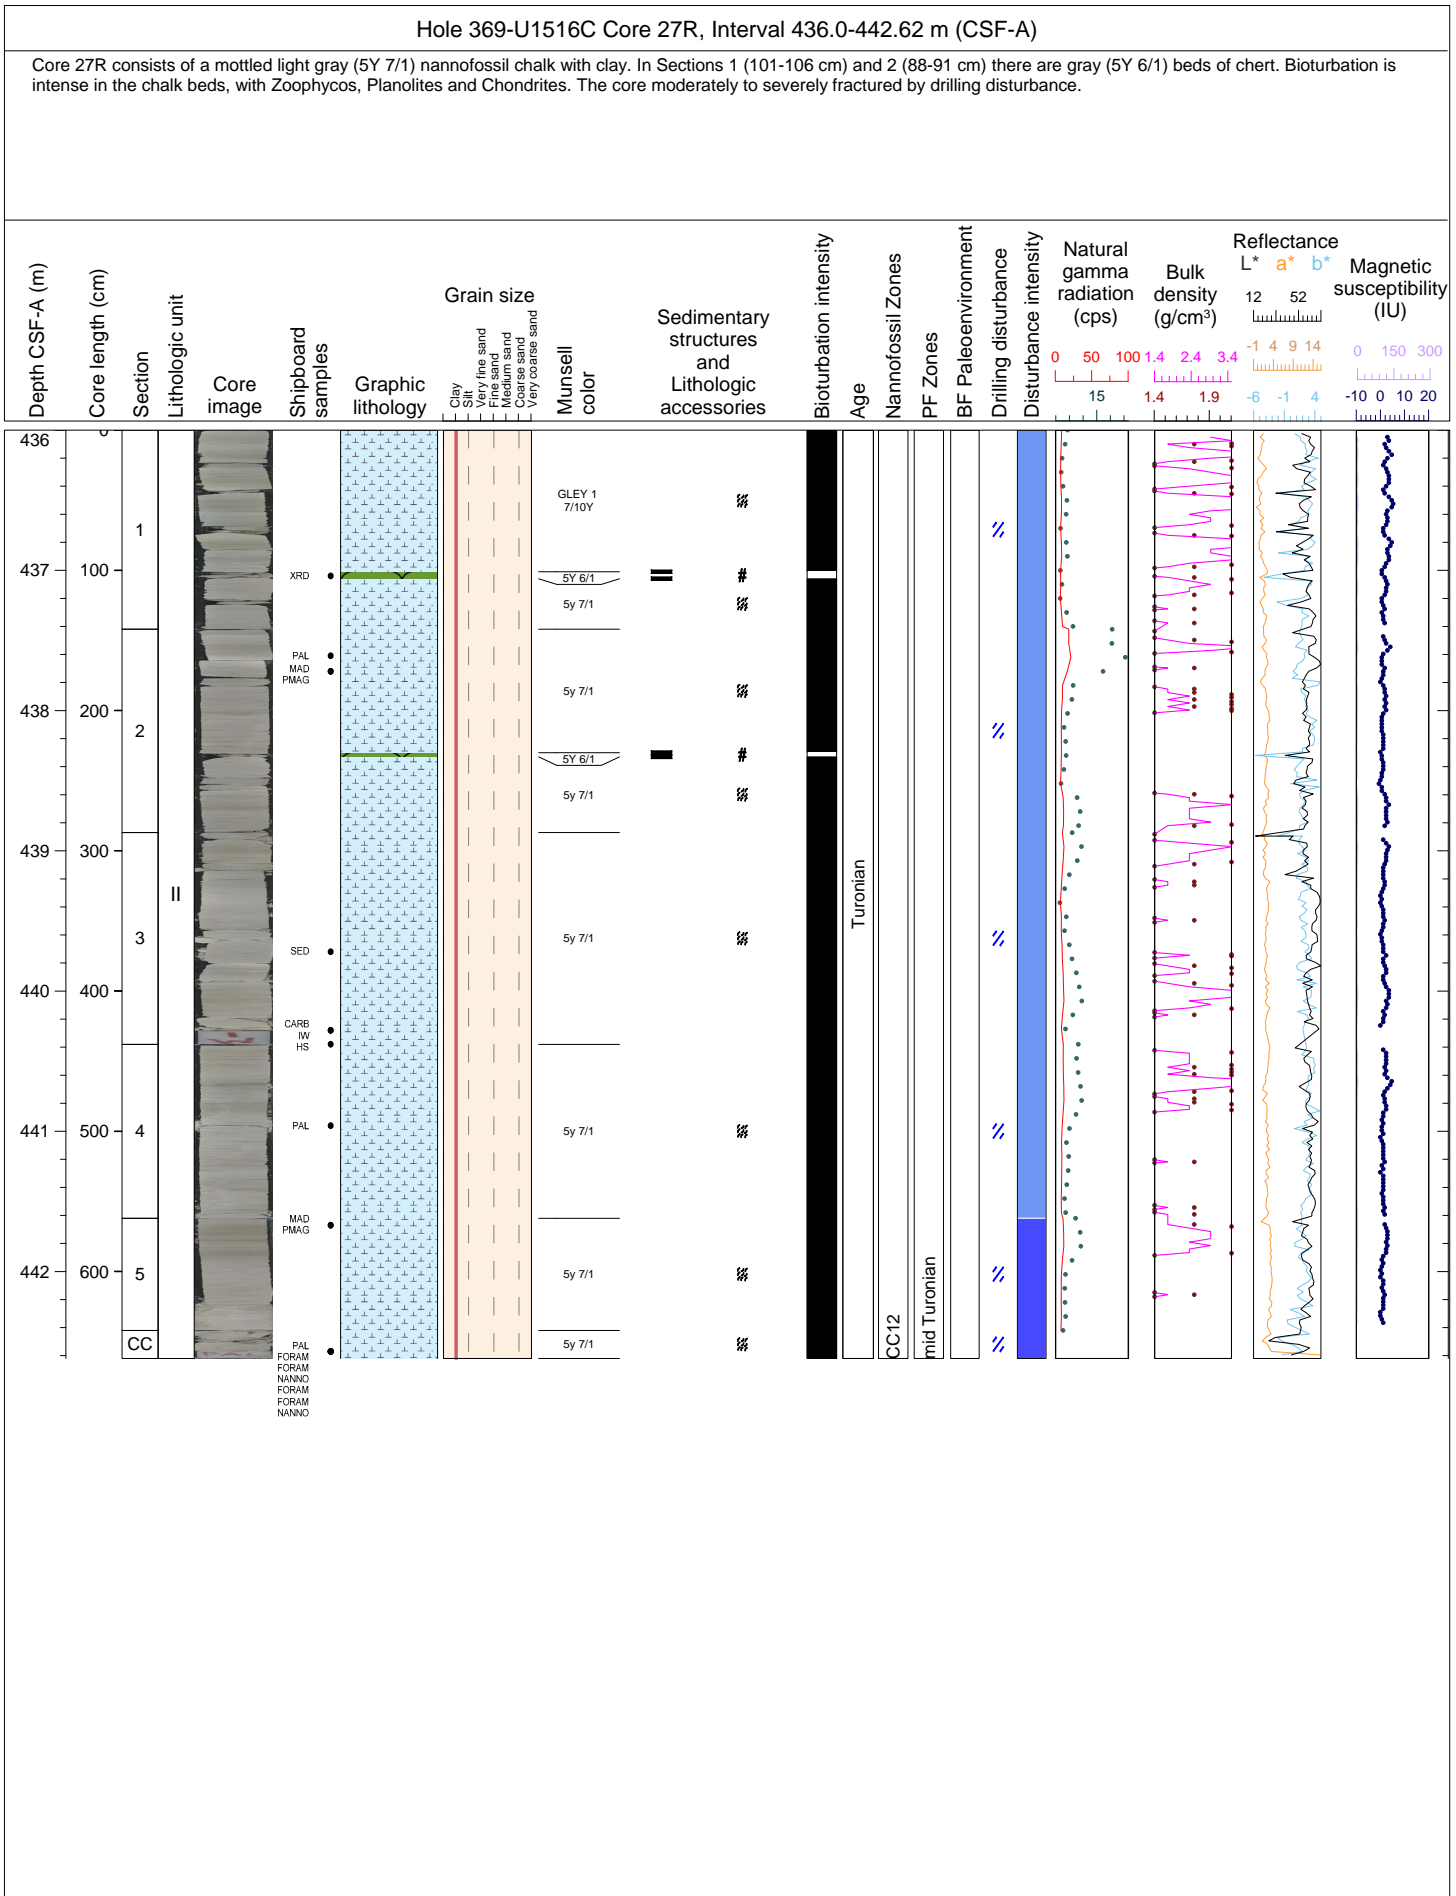 Hole 369-U1516C Core 27R, Interval 436.0-442.62 m (CSF-A)
Core 27R consists of a mottled light gray (5Y 7/1) nannofossil chalk with clay. In Sections 1 (101-106 cm) and 2 (88-91 cm) there are gray (5Y 6/1) beds of chert. Bioturbation is
intense in the chalk beds, with Zoophycos, Planolites and Chondrites. The core moderately to severely fractured by drilling disturbance.
Depth CSF-A (m)
Core length (cm)
Section
Lithologic unit
Core
image
Shipboard
samples
Graphic
lithology
Grain size
Clay
Silt
Very fine sand
Fine sand
Medium sand
Coarse sand
Very coarse sand
Munsell
color
Sedimentary
structures
and
Lithologic
accessories
Bioturbation intensity
Age
Nannofossil Zones
PF Zones
BF Paleoenvironment
Drilling disturbance
Disturbance intensity
Natural
gamma
radiation
(cps)
0 50 100
15
Bulk
density
(g/cm³)
1.4 2.4 3.4
1.4 1.9
Reflectance
L* a* b*
12 52
-1 4 9 14
-6 -1 4
Magnetic
susceptibility
(IU)
0 150 300
-10 0 10 20
436
437
438
439
440
441
442
0
100
200
300
400
500
600
1
2
3
4
5
CC
II
XRD
PAL
MAD
PMAG
SED
CARB
IW
HS
PAL
MAD
PMAG
PAL
FORAM
FORAM
NANNO
FORAM
FORAM
NANNO
GLEY 1
7/10Y
5Y 6/1
5y 7/1
5y 7/1
5Y 6/1
5y 7/1
5y 7/1
5y 7/1
5y 7/1
5y 7/1
#
#
Turonian
CC12
mid Turonian